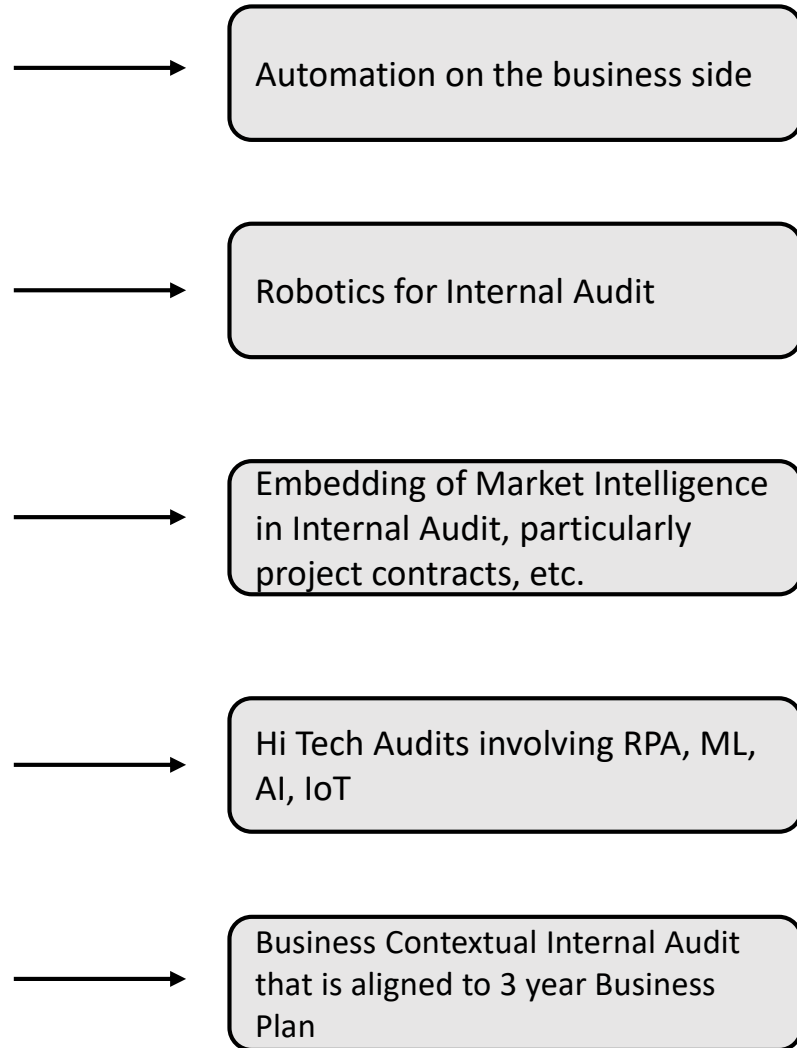 Automation on the business side
Robotics for Internal Audit
Embedding of Market Intelligence
in Internal Audit, particularly
project contracts, etc.
Hi Tech Audits involving RPA, ML,
AI, IoT
Business Contextual Internal Audit
that is aligned to 3 year Business
Plan